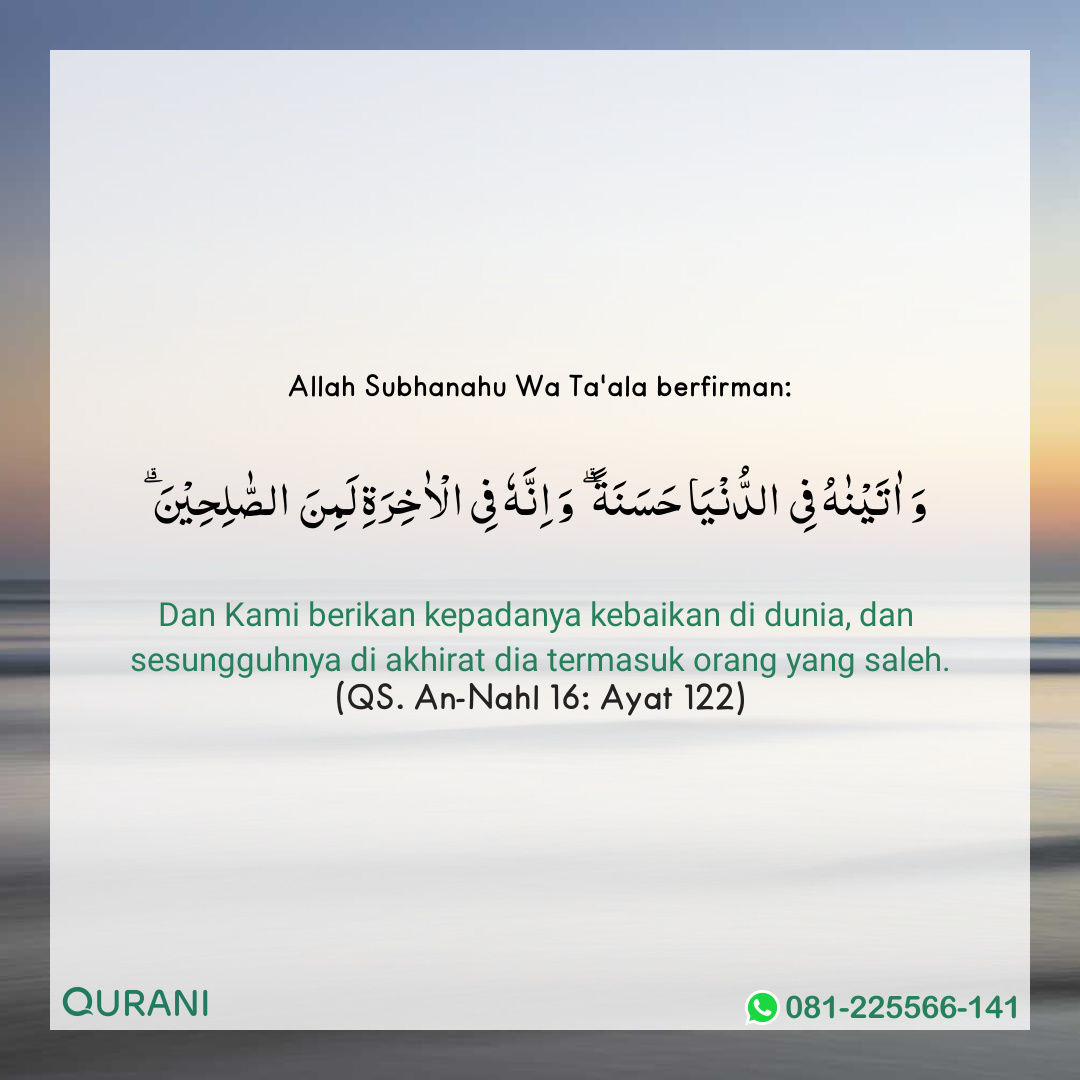 Allah Subhanahu Wa Ta'ala berfirman:
وَاٰتَيْنٰهُ فِى الدُّنْيَا حَسَنَةً ۗ وَاِنَّهٗ فِى الْاٰخِرَةِ لَمِنَ الصّٰلِحِيْنَ ۗ
Dan Kami berikan kepadanya kebaikan di dunia, dan
sesungguhnya di akhirat dia termasuk orang yang saleh.
(QS. An-Nahl 16: Ayat 122)
QURANI
081-225566-141